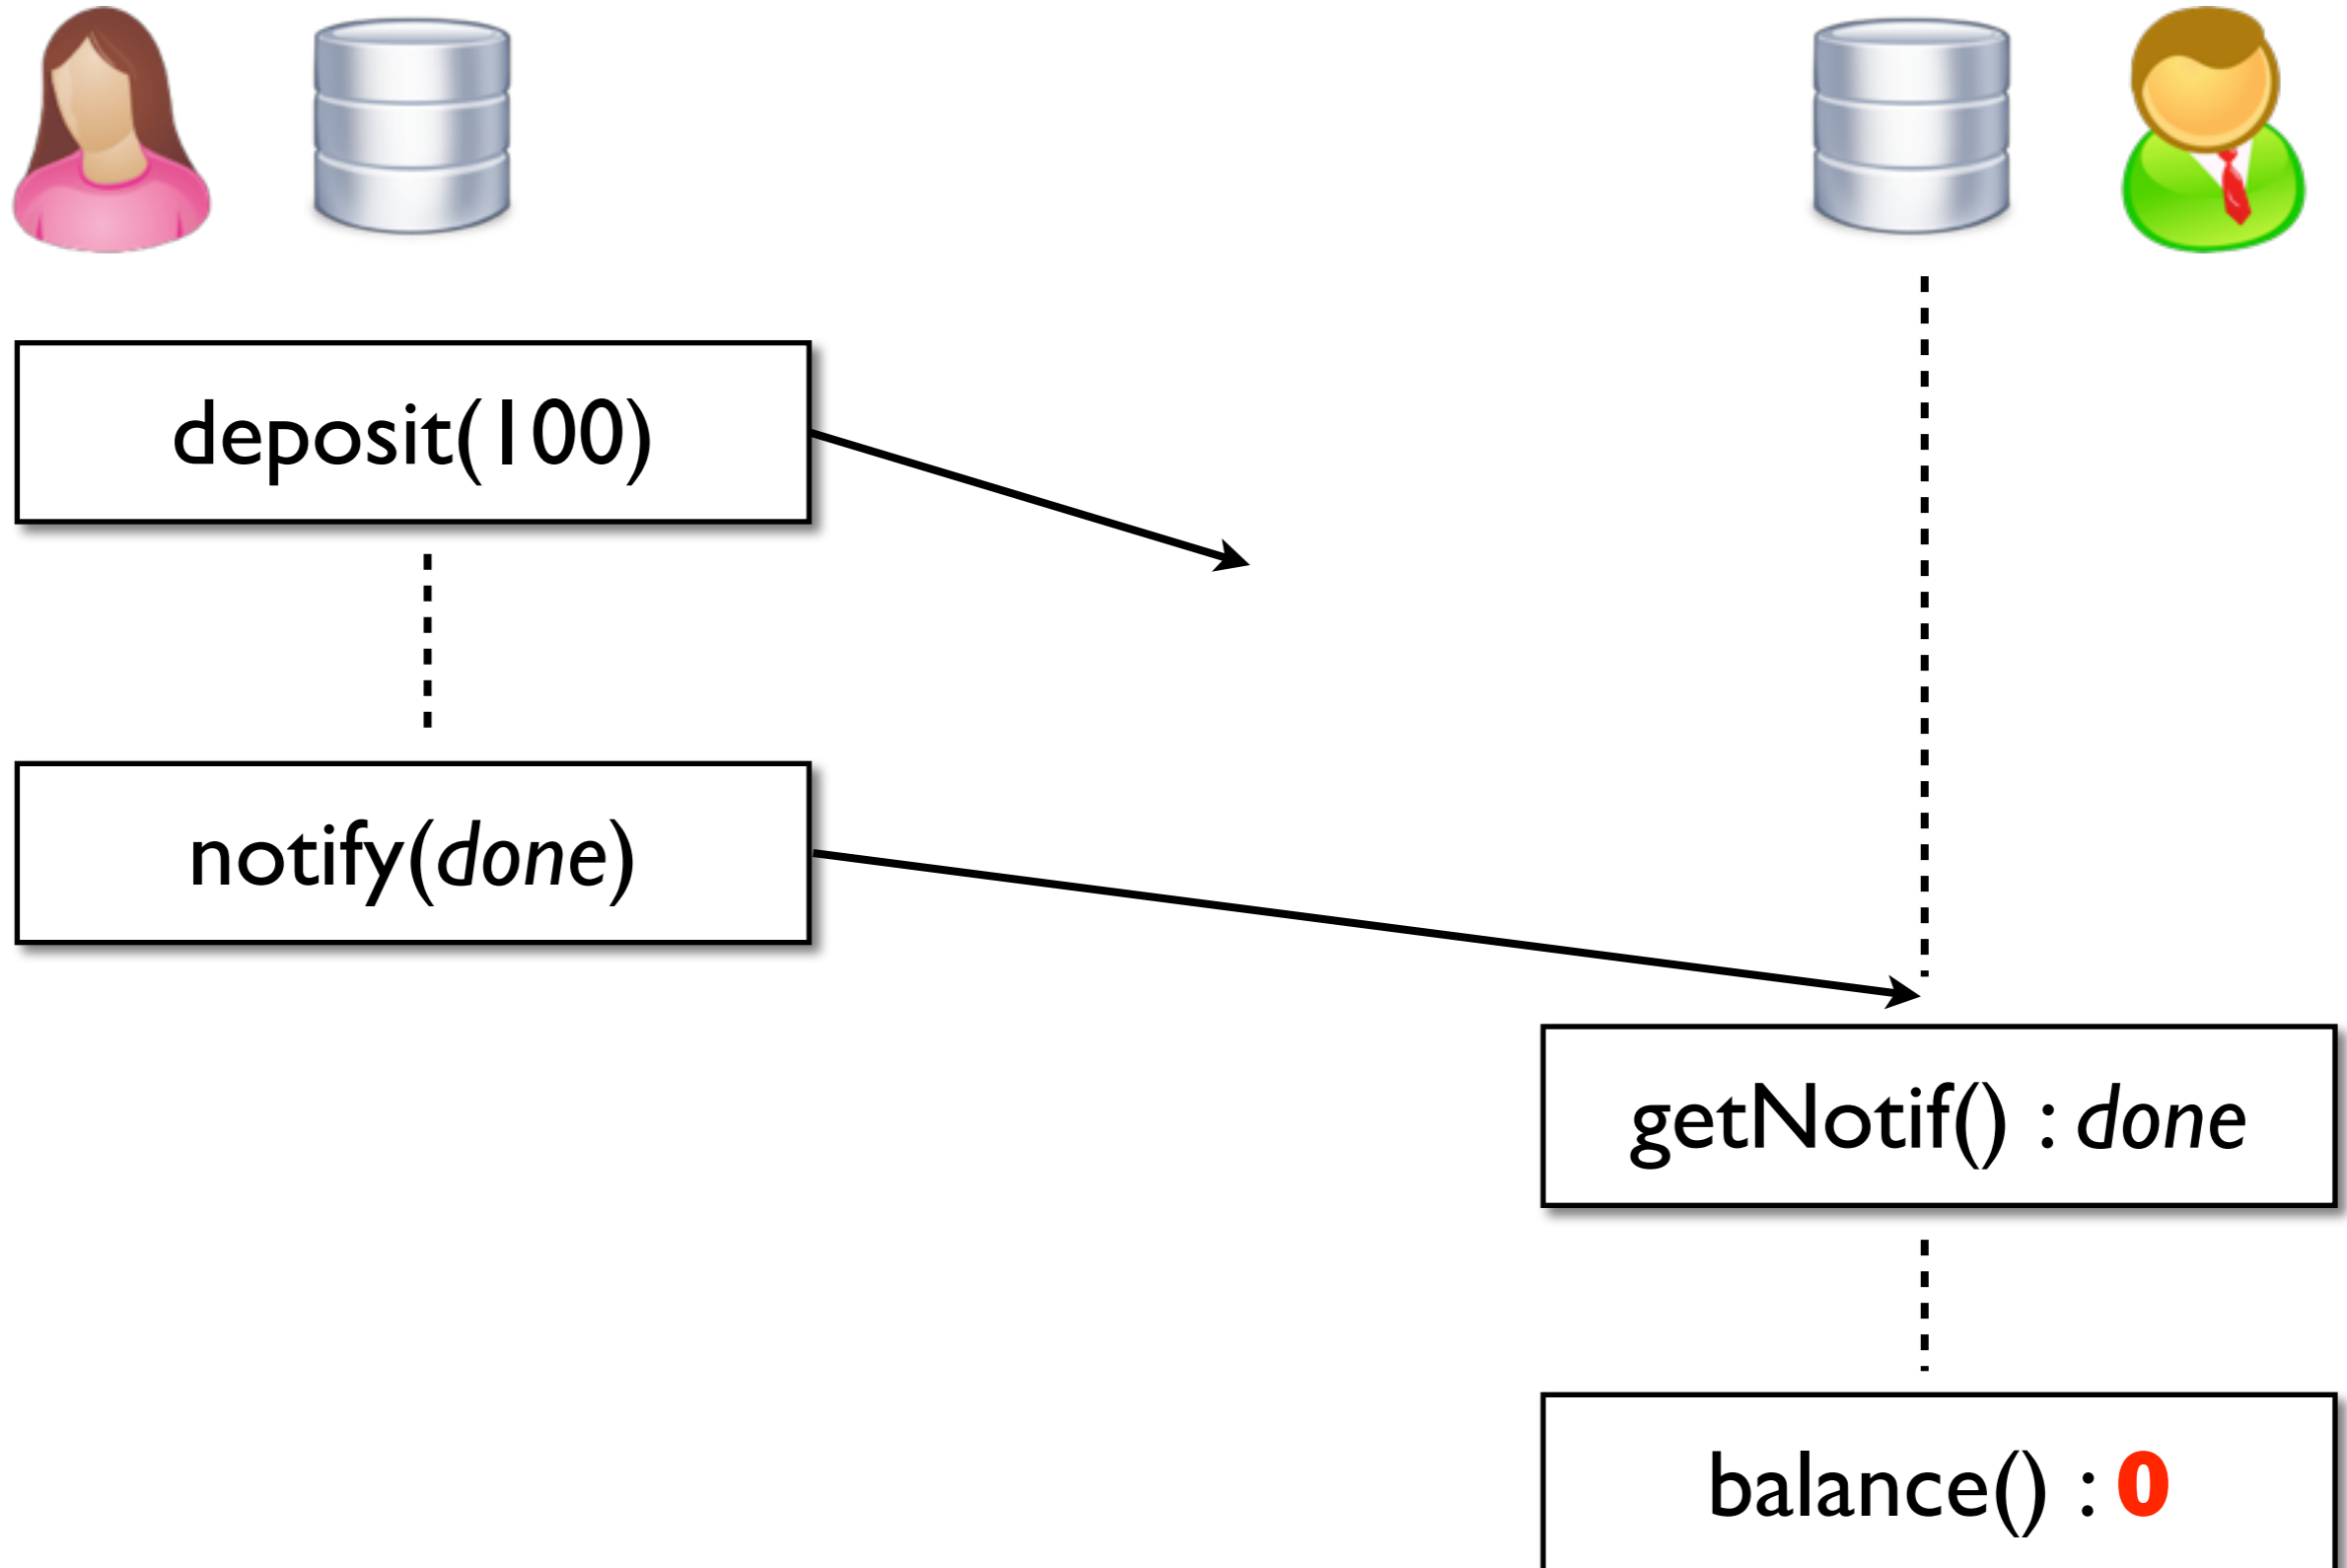 deposit(100)
notify(done)
getNotif() : done
balance() : 0